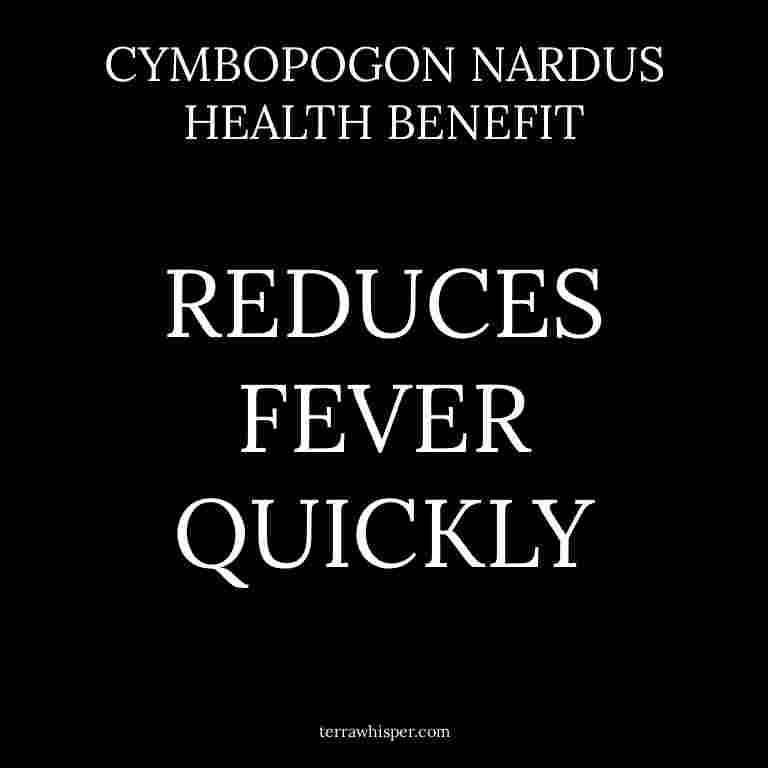 CYMBOPOGON NARDUS
HEALTH BENEFIT
REDUCES
FEVER
QUICKLY
terrawhisper.com